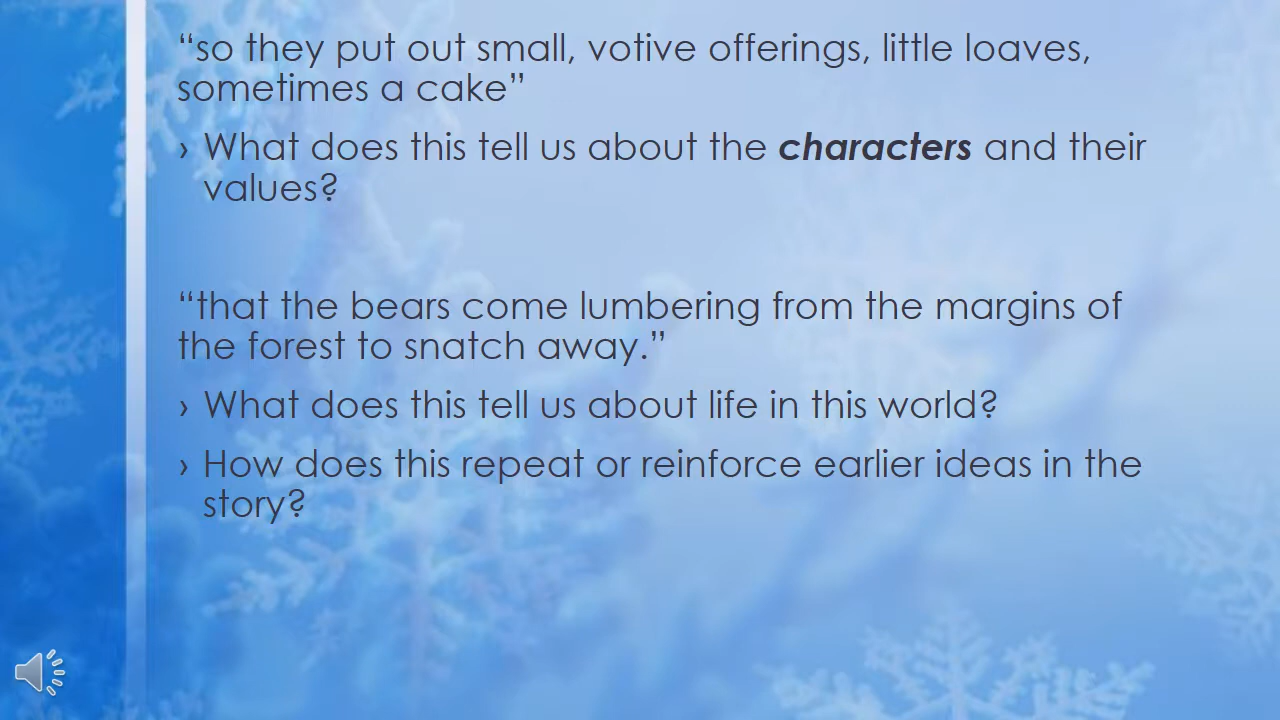 “so they put out small, votive offerings, little loaves,
sometimes a cake”
› What does this tell us about the characters and their
values?
“that the bears come lumbering from the margins of
the forest to snatch away.”
› What does this tell us about life in this world?
› How does this repeat or reinforce earlier ideas in the
story?